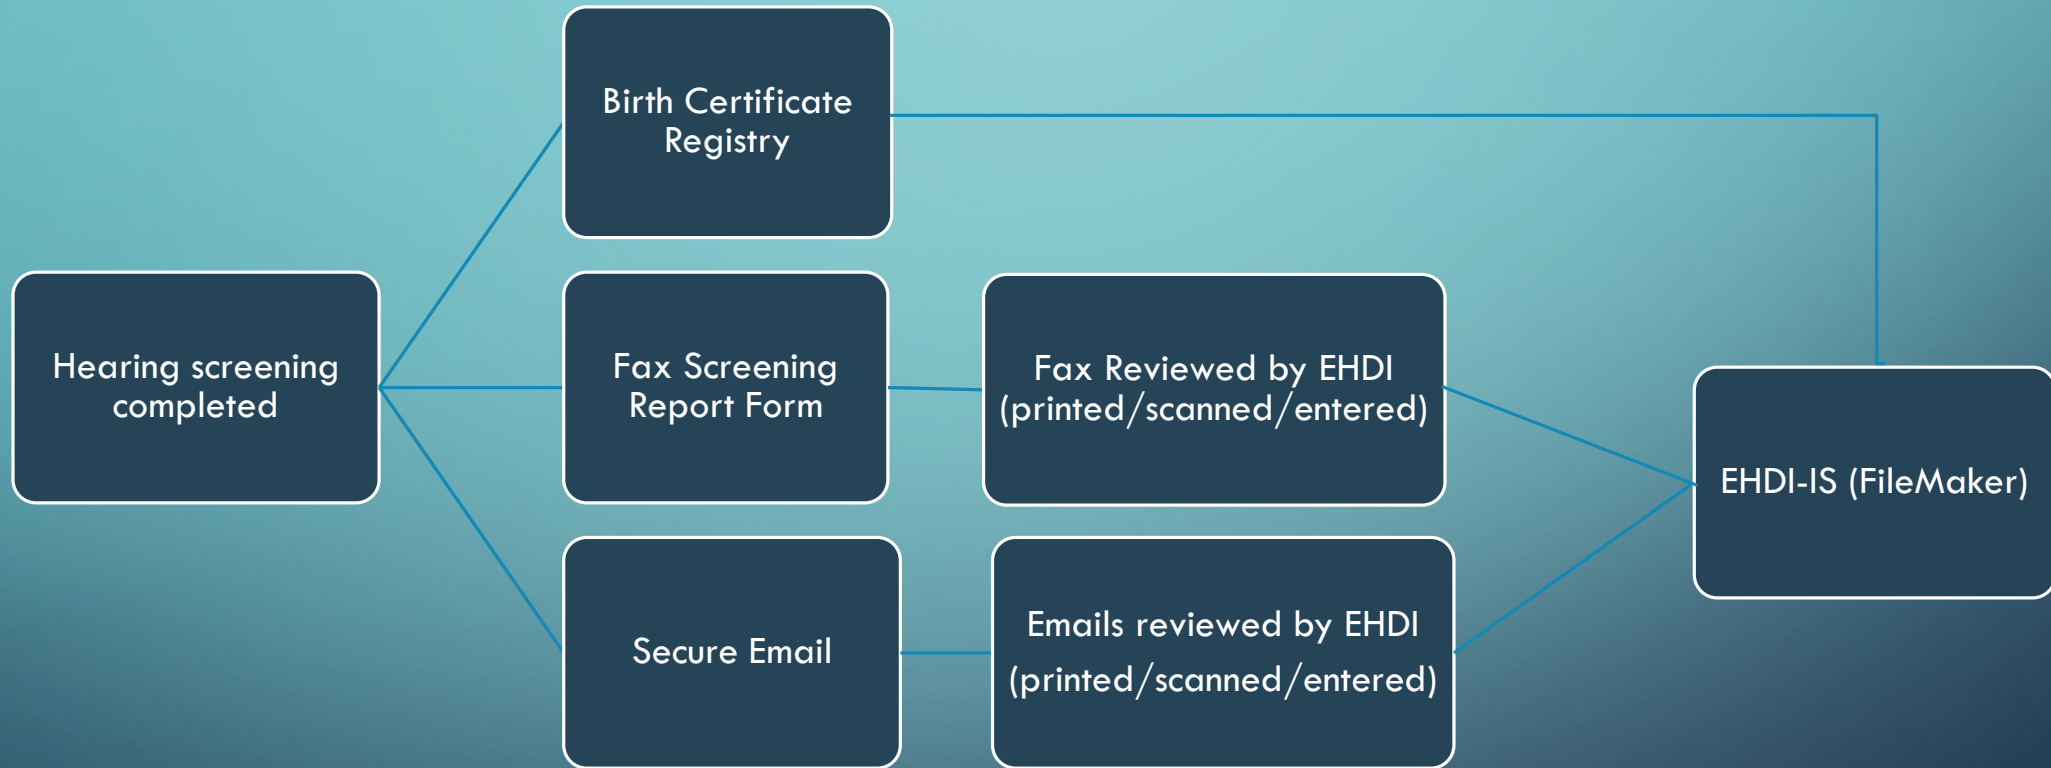 Birth Certificate
Registry
Hearing screening
completed
Fax Screening
Report Form
Fax Reviewed by EHDI
(printed/scanned/entered)
EHDI-IS (FileMaker)
Secure Email
Emails reviewed by EHDI
(printed/scanned/entered)